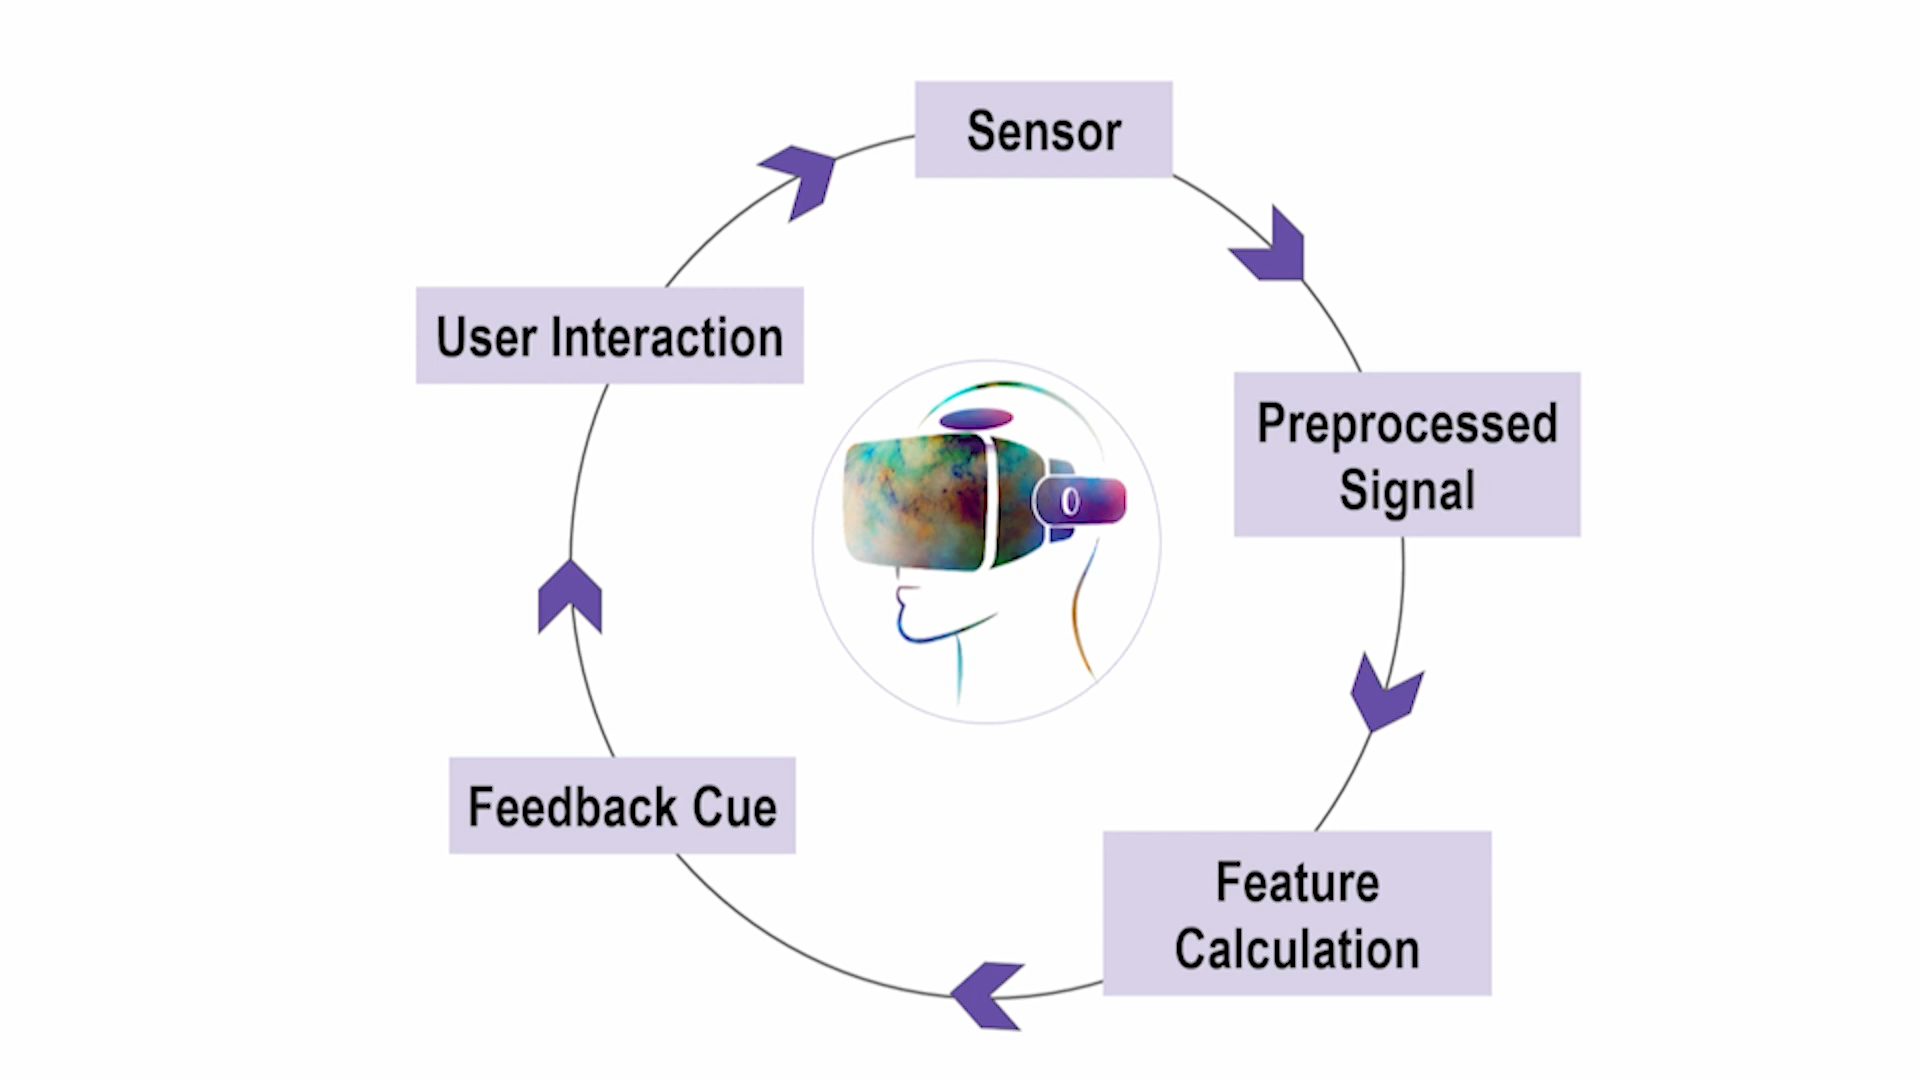 Sensor
User Interaction
Preprocessed
Signal
Feedback Cue
Feature
Calculation